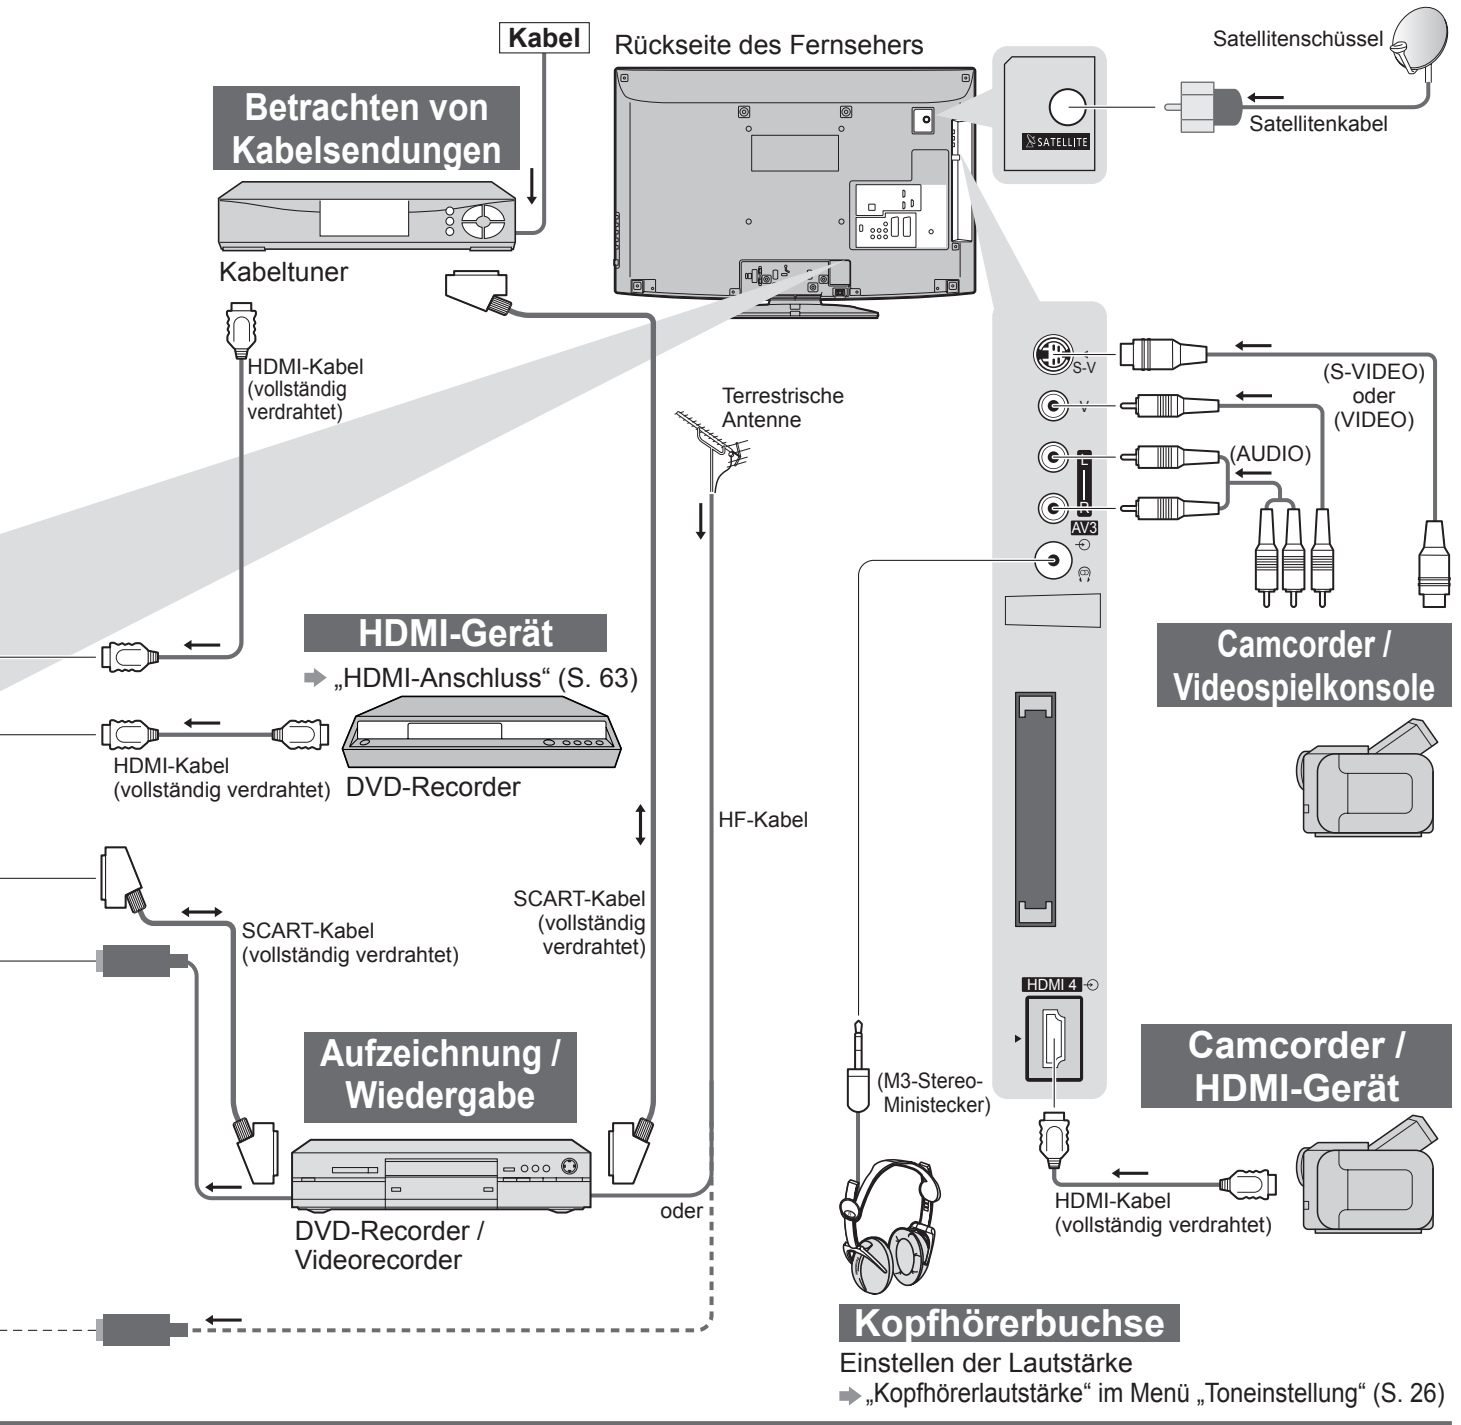 Kabel
Rückseite des Fernsehers
Satellitenschüssel
Satellitenkabel
SATELLITE
Betrachten von
Kabelsendungen
Kabeltuner
HDMI-Kabel
(vollständig
verdrahtet)
Terrestrische
Antenne
S-V
V
L
R
AV3
(S-VIDEO)
oder
(VIDEO)
(AUDIO)
Camcorder /
Videospielkonsole
HDMI-Gerät
„HDMI-Anschluss“ (S. 63)
HDMI-Kabel
(vollständig verdrahtet)
DVD-Recorder
HF-Kabel
SCART-Kabel
(vollständig
verdrahtet)
SCART-Kabel
(vollständig verdrahtet)
HDMI 4
Aufzeichnung /
Wiedergabe
DVD-Recorder /
Videorecorder
oder
(M3-Stereo-
Ministecker)
Camcorder /
HDMI-Gerät
HDMI-Kabel
(vollständig verdrahtet)
Kopfhörerbuchse
Einstellen der Lautstärke
„Kopfhörerlautstärke“ im Menü „Toneinstellung“ (S. 26)